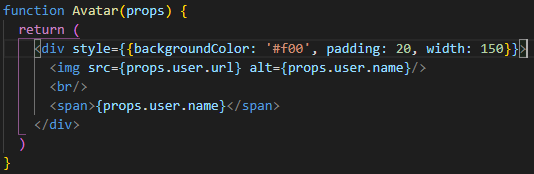 function Avatar(props) {
  return (
    <div style={{backgroundColor: '#f00', padding: 20, width: 150}}>
      <img src={props.user.url} alt={props.user.name}/>
      <br/>
      <span>{props.user.name}</span>
    </div>
  )
}